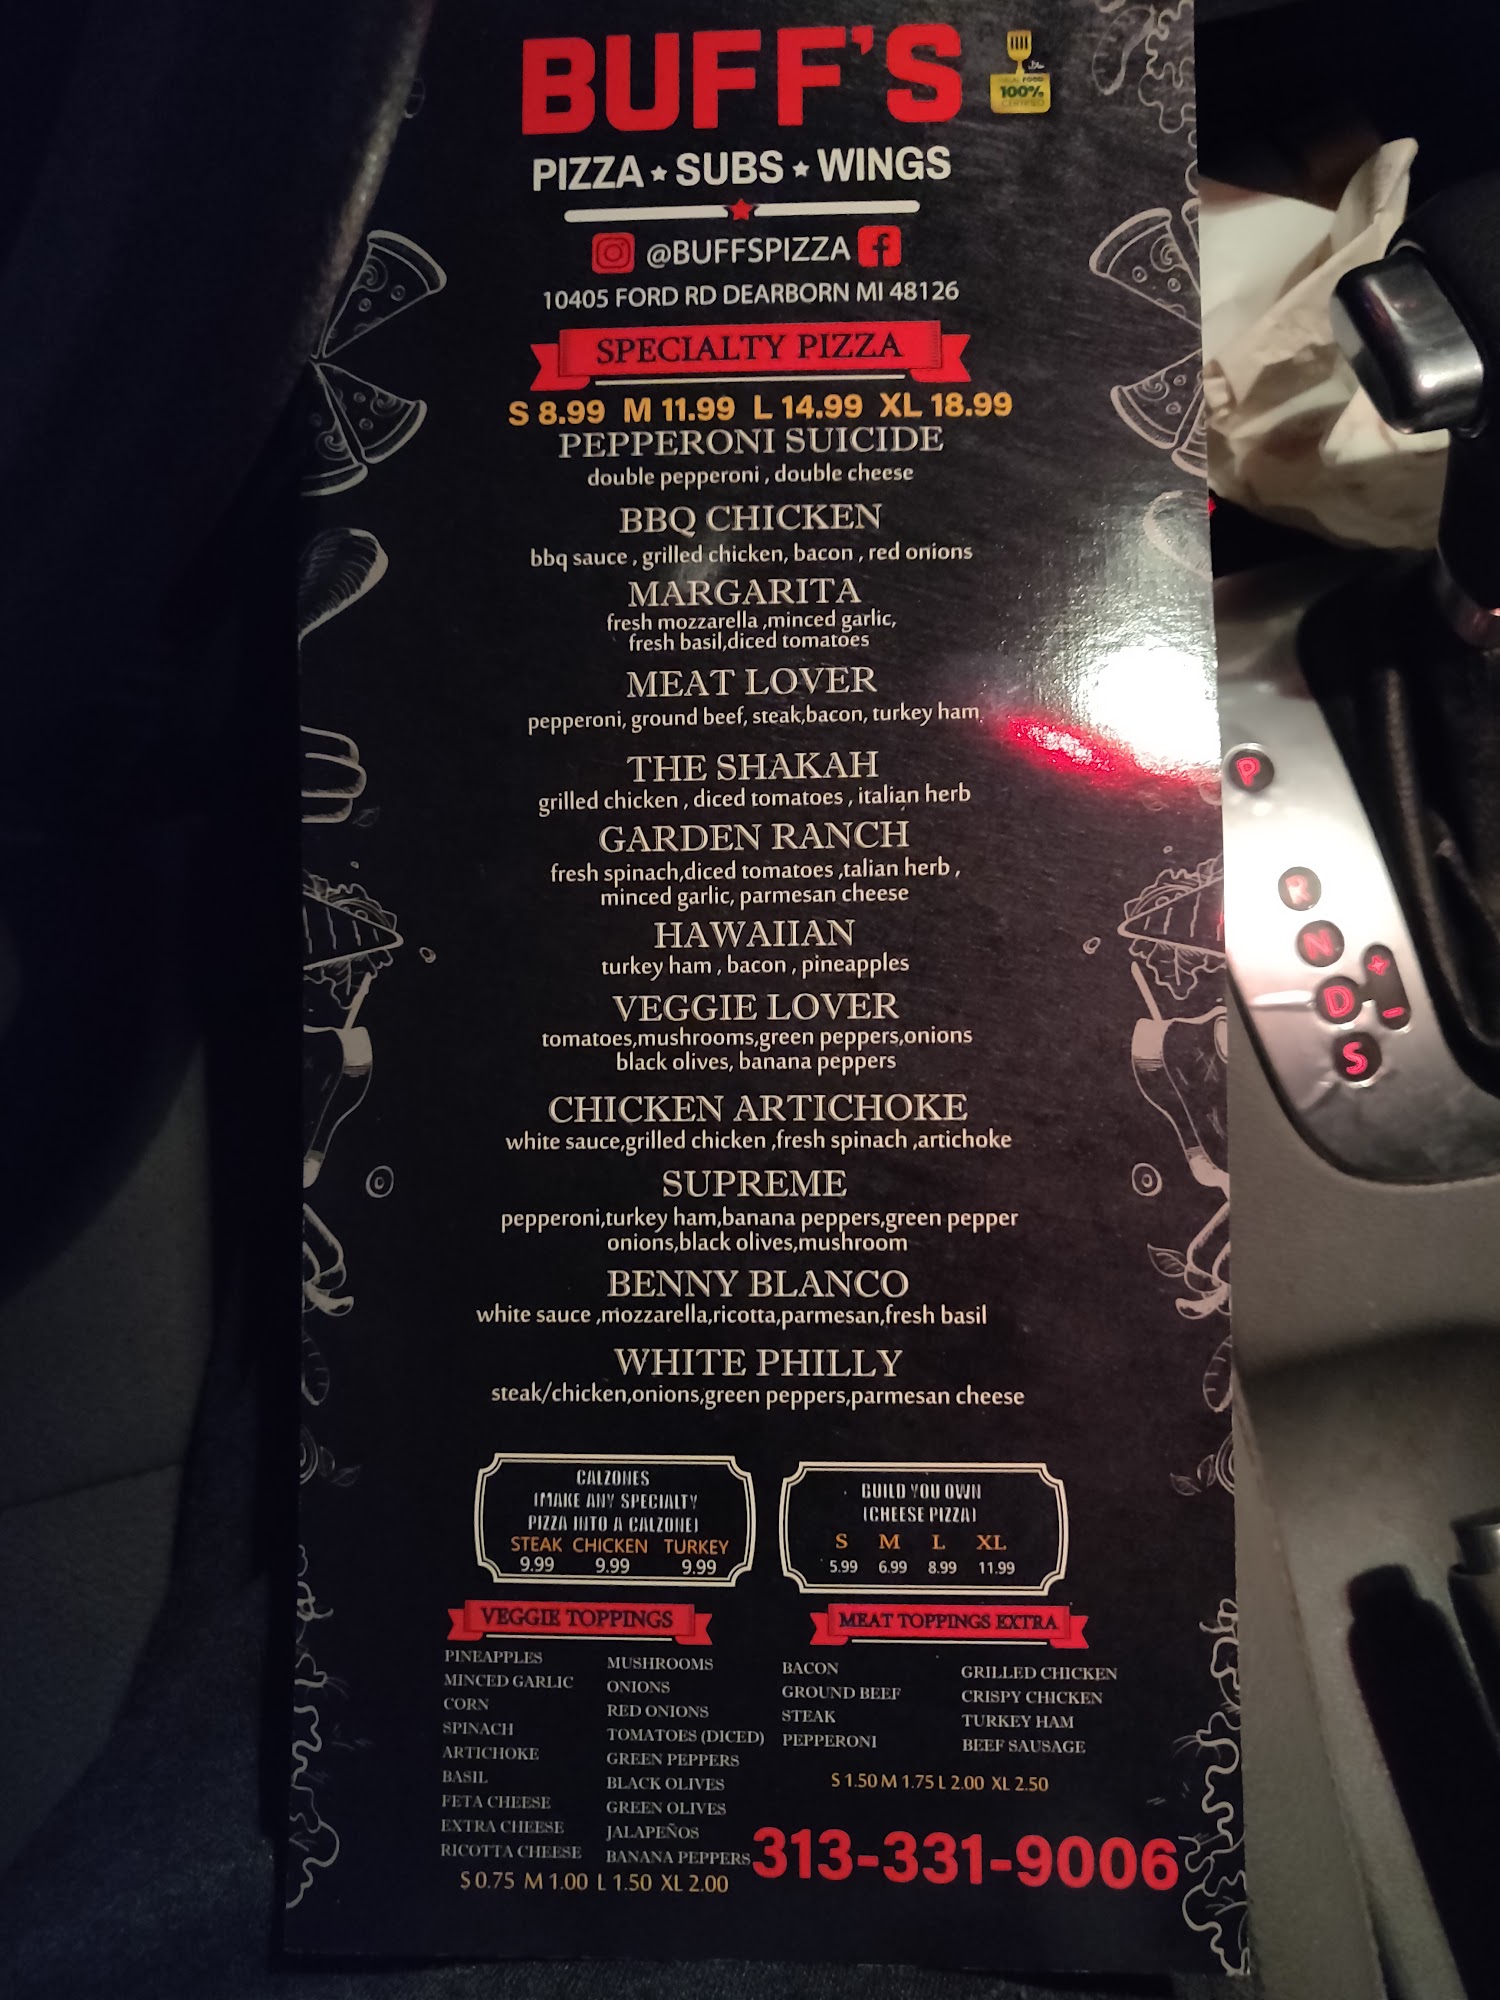 BUFF'S
100%
PIZZA ★ SUBS ★ WINGS
@BUFFSPIZZA
10405 FORD RD DEARBORN MI 48126
SPECIALTY PIZZA
S 8.99 M 11.99 L 14.99 XL 18.99
PEPPERONI SUICIDE
double pepperoni , double cheese
BBQ CHICKEN
bbq sauce , grilled chicken, bacon , red onions
MARGARITA
fresh mozzarella ,minced garlic,
fresh basil,diced tomatoes
MEAT LOVER
pepperoni, ground beef, steak,bacon, turkey ham.
THE SHAKAH
grilled chicken , diced tomatoes , italian herb
GARDEN RANCH
fresh spinach,diced tomatoes ,talian herb ,
minced garlic, parmesan cheese
HAWAIIAN
turkey ham , bacon , pineapples
VEGGIE LOVER
tomatoes,mushrooms,green peppers,onions
black olives, banana peppers
CHICKEN ARTICHOKE
white sauce,grilled chicken ,fresh spinach ,artichoke
SUPREME
pepperoni,turkey ham,banana peppers,green pepper
onions,black olives,mushroom
BENNY BLANCO
white sauce ,mozzarella,ricotta,parmesan,fresh basil
WHITE PHILLY
steak/chicken,onions,green peppers,parmesan cheese
CALZONES
(MAKE ANY SPECIALTY
PIZZA INTO A CALZONE)
STEAK CHICKEN TURKEY
9.99 9.99 9.99
BUILD YOU OWN
(CHEESE PIZZA)
S M L XL
5.99 6.99 8.99 11.99
VEGGIE TOPPINGS
PINEAPPLES
MINCED GARLIC
CORN
SPINACH
ARTICHOKE
BASIL
FETA CHEESE
EXTRA CHEESE
RICOTTA CHEESE
MUSHROOMS
ONIONS
RED ONIONS
TOMATOES (DICED)
GREEN PEPPERS
BLACK OLIVES
GREEN OLIVES
JALAPEÑOS
BANANA PEPPERS
S 0.75 M 1.00 L 1.50 XL 2.00
MEAT TOPPINGS EXTRA
BACON
GROUND BEEF
STEAK
PEPPERONI
GRILLED CHICKEN
CRISPY CHICKEN
TURKEY HAM
BEEF SAUSAGE
S 1.50 M 1.75 L 2.00 XL 2.50
313-331-9006
P
R
N
D
S
+
-